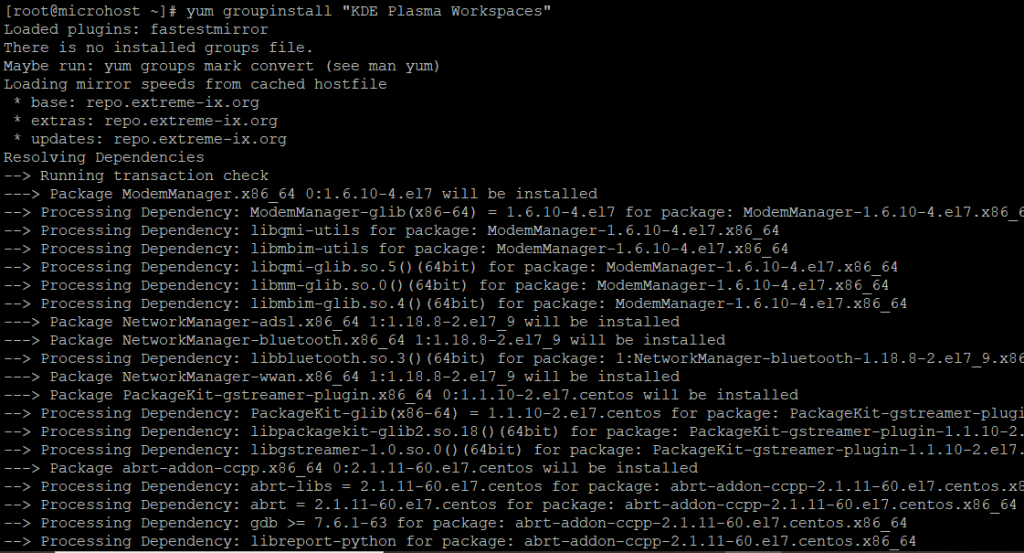 [root@microhost ~]# yum groupinstall "KDE Plasma Workspaces"
Loaded plugins: fastestmirror
There is no installed groups file.
Maybe run: yum groups mark convert (see man yum)
Loading mirror speeds from cached hostfile
 * base: repo.extreme-ix.org
 * extras: repo.extreme-ix.org
 * updates: repo.extreme-ix.org
Resolving Dependencies
--> Running transaction check
---> Package ModemManager.x86_64 0:1.6.10-4.el7 will be installed
--> Processing Dependency: ModemManager-glib(x86-64) = 1.6.10-4.el7 for package: ModemManager-1.6.10-4.el7.x86_6
--> Processing Dependency: libqmi-utils for package: ModemManager-1.6.10-4.el7.x86_64
--> Processing Dependency: libmbim-utils for package: ModemManager-1.6.10-4.el7.x86_64
--> Processing Dependency: libqmi-glib.so.5()(64bit) for package: ModemManager-1.6.10-4.el7.x86_64
--> Processing Dependency: libmm-glib.so.0()(64bit) for package: ModemManager-1.6.10-4.el7.x86_64
--> Processing Dependency: libmbim-glib.so.4()(64bit) for package: ModemManager-1.6.10-4.el7.x86_64
---> Package NetworkManager-adsl.x86_64 1:1.18.8-2.el7_9 will be installed
---> Package NetworkManager-bluetooth.x86_64 1:1.18.8-2.el7_9 will be installed
--> Processing Dependency: libbluetooth.so.3()(64bit) for package: 1:NetworkManager-bluetooth-1.18.8-2.el7_9.x86
---> Package NetworkManager-wwan.x86_64 1:1.18.8-2.el7_9 will be installed
---> Package PackageKit-gstreamer-plugin.x86_64 0:1.1.10-2.el7.centos will be installed
--> Processing Dependency: PackageKit-glib(x86-64) = 1.1.10-2.el7.centos for package: PackageKit-gstreamer-plugi
--> Processing Dependency: libpackagekit-glib2.so.18()(64bit) for package: PackageKit-gstreamer-plugin-1.1.10-2.
--> Processing Dependency: libgstreamer-1.0.so.0()(64bit) for package: PackageKit-gstreamer-plugin-1.1.10-2.el7.
---> Package abrt-addon-ccpp.x86_64 0:2.1.11-60.el7.centos will be installed
--> Processing Dependency: abrt-libs = 2.1.11-60.el7.centos for package: abrt-addon-ccpp-2.1.11-60.el7.centos.x8
--> Processing Dependency: abrt = 2.1.11-60.el7.centos for package: abrt-addon-ccpp-2.1.11-60.el7.centos.x86_64
--> Processing Dependency: gdb >= 7.6.1-63 for package: abrt-addon-ccpp-2.1.11-60.el7.centos.x86_64
--> Processing Dependency: libreport-python for package: abrt-addon-ccpp-2.1.11-60.el7.centos.x86_64